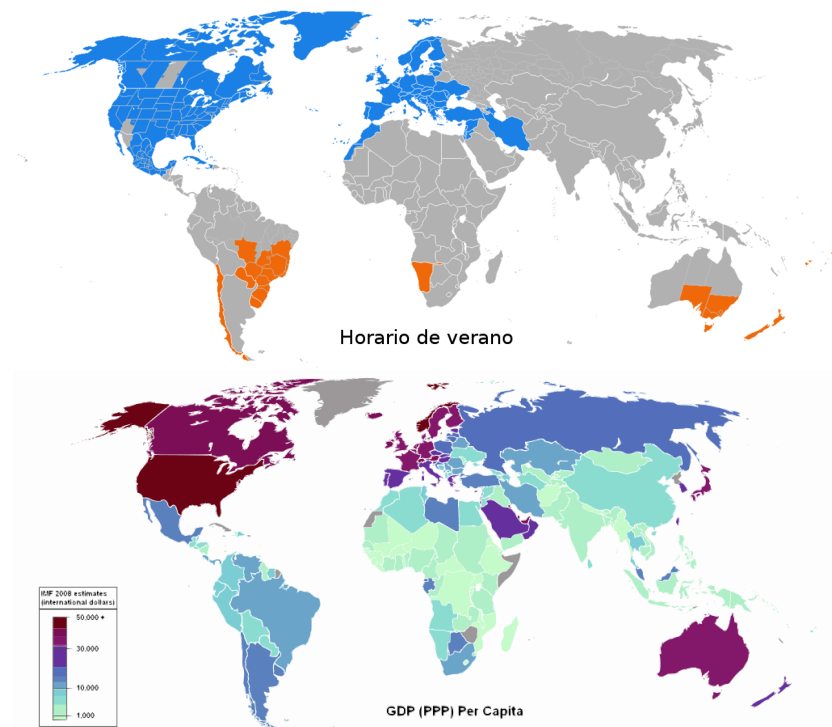 Horario de verano
IMF 2008 estimates
(international dollars)
50,000 +
30,000
10,000
1,000
GDP (PPP) Per Capita